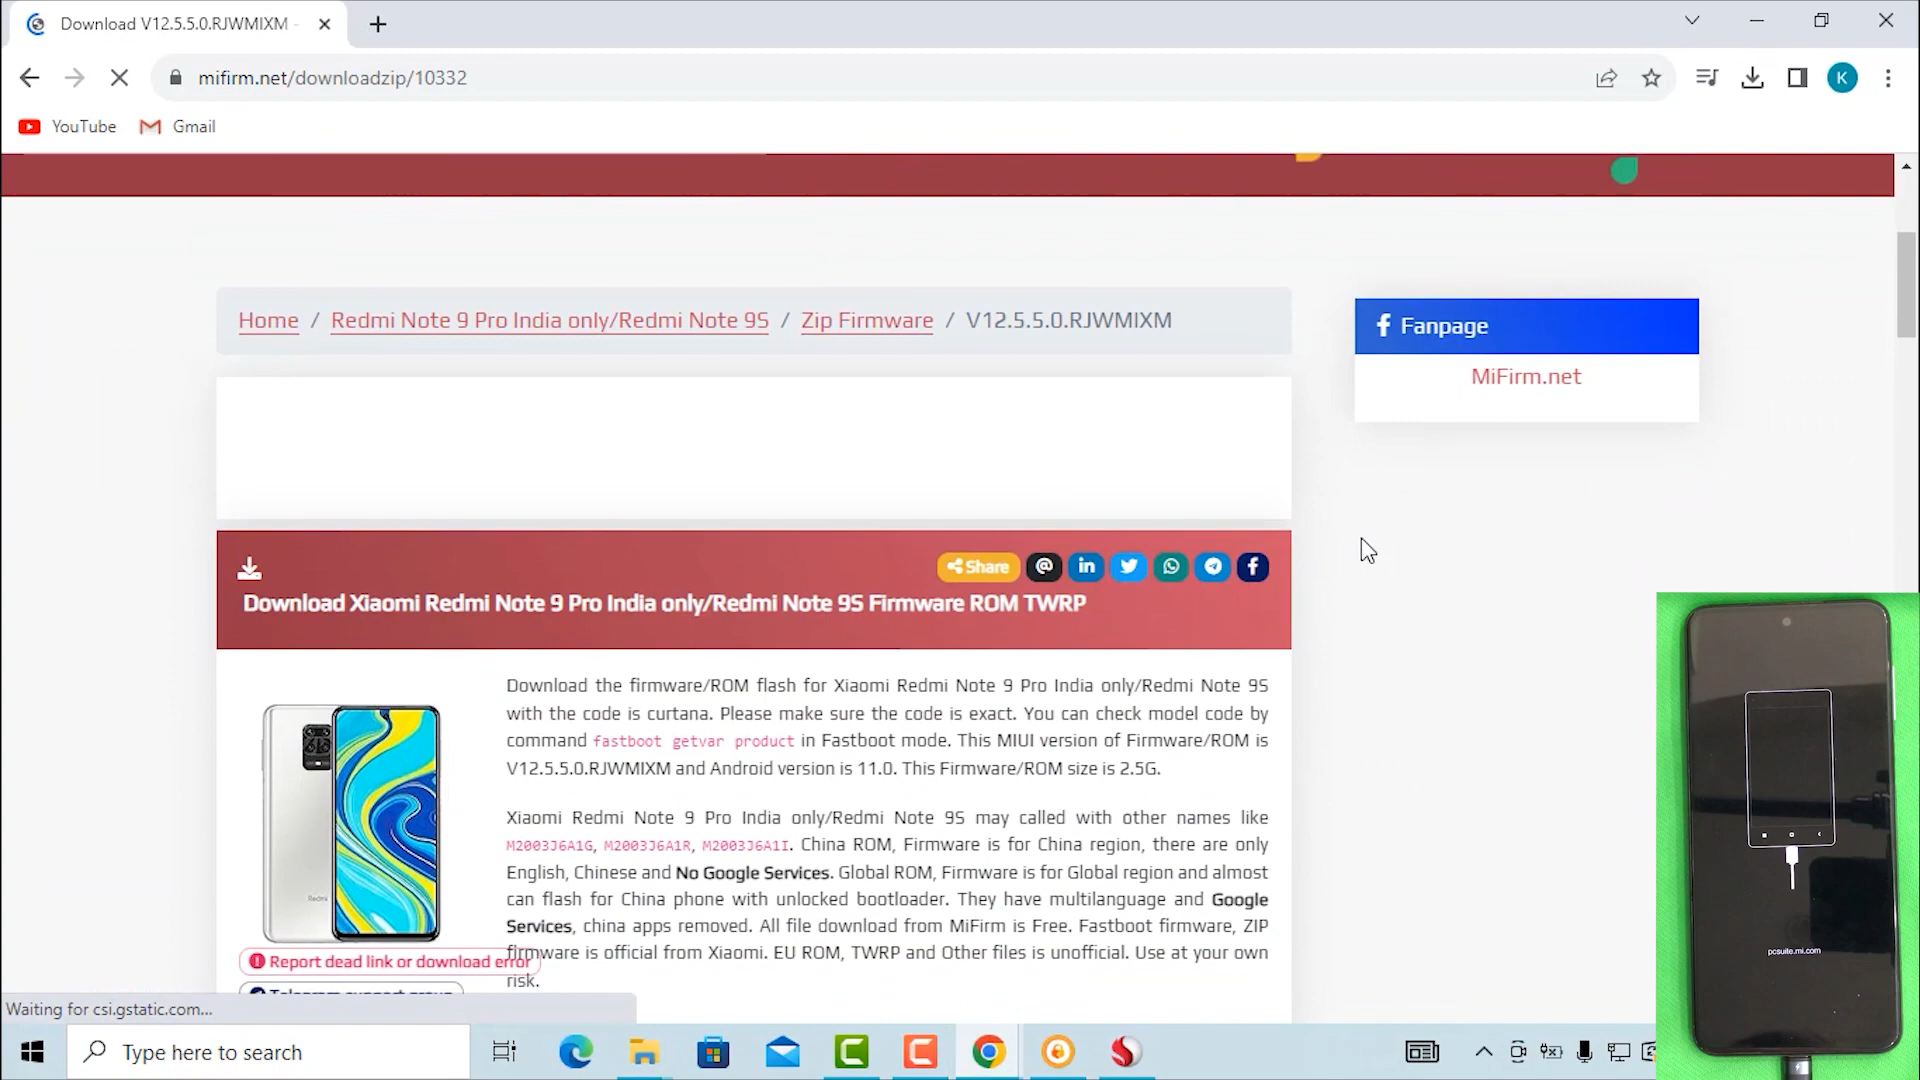 Download V12.5.5.0.RJWMIXM -
mifirm.net/downloadzip/10332
K
YouTube
Gmail
Home / Redmi Note 9 Pro India only/Redmi Note 9S / Zip Firmware / V12.5.5.0.RJWMIXM
Fanpage
MiFirm.net
Share
Download Xiaomi Redmi Note 9 Pro India only/Redmi Note 9S Firmware ROM TWRP
Download the firmware/ROM flash for Xiaomi Redmi Note 9 Pro India only/Redmi Note 9S
with the code is curtana. Please make sure the code is exact. You can check model code by
command fastboot getvar product in Fastboot mode. This MIUI version of Firmware/ROM is
V12.5.5.0.RJWMIXM and Android version is 11.0. This Firmware/ROM size is 2.5G.
Xiaomi Redmi Note 9 Pro India only/Redmi Note 9S may called with other names like
M2003J6A1G, M2003J6A1R, M2003J6A1I. China ROM, Firmware is for China region, there are only
English, Chinese and No Google Services. Global ROM, Firmware is for Global region and almost
can flash for China phone with unlocked bootloader. They have multilanguage and Google
Services, china apps removed. All file download from MiFirm is Free. Fastboot firmware, ZIP
firmware is official from Xiaomi. EU ROM, TWRP and Other files is unofficial. Use at your own
risk.
Redmi
Report dead link or download error
Telegram support group
Waiting for csi.gstatic.com...
Type here to search
pcsuite.mi.com